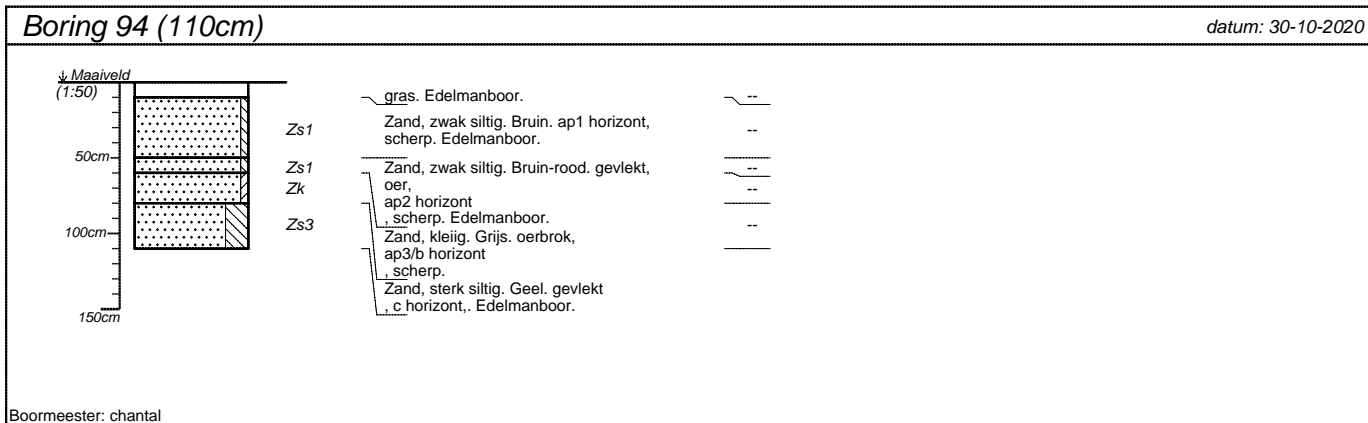 Boring 94 (110cm)
datum: 30-10-2020
Maaiveld
(1:50)
50cm
100cm
150cm
Zs1
Zs1
Zk
Zs3
gras. Edelmanboor.
Zand, zwak siltig. Bruin. ap1 horizont,
scherp. Edelmanboor.
Zand, zwak siltig. Bruin-rood. gevlekt,
oer,
ap2 horizont
, scherp. Edelmanboor.
Zand, kleiig. Grijs. oerbrok,
ap3/b horizont
, scherp.
Zand, sterk siltig. Geel. gevlekt
, c horizont,. Edelmanboor.
--
--
--
--
--
Boormeester: chantal